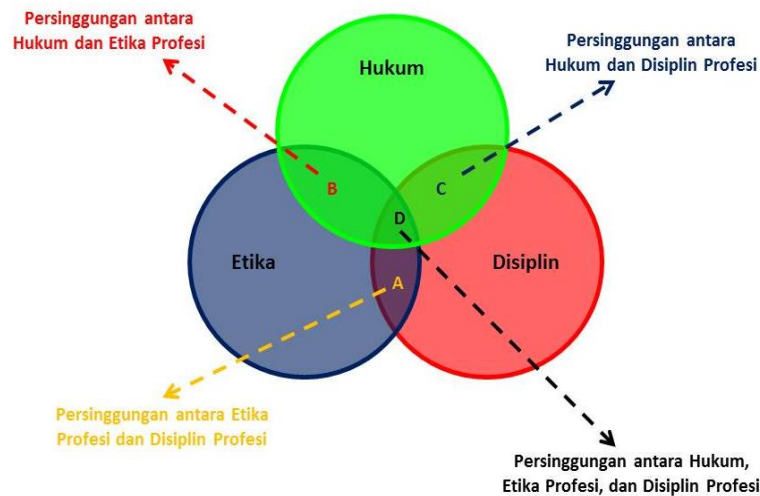 Persinggungan antara
Hukum dan Etika Profesi
Persinggungan antara
Hukum dan Disiplin Profesi
Hukum
B
C
D
Etika
Disiplin
A
Persinggungan antara Etika
Profesi dan Disiplin Profesi
Persinggungan antara Hukum,
Etika Profesi, dan Disiplin Profesi